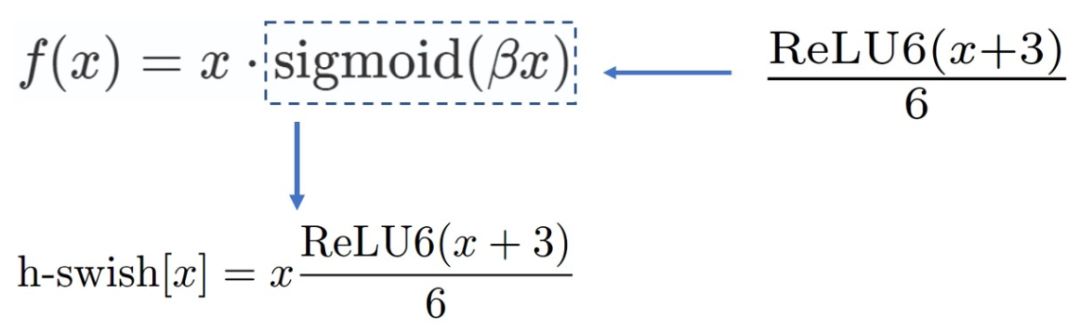 f(x) = x · sigmoid(βx)
ReLU6(x+3)
6
h-swish[x] = x ReLU6(x + 3)
6